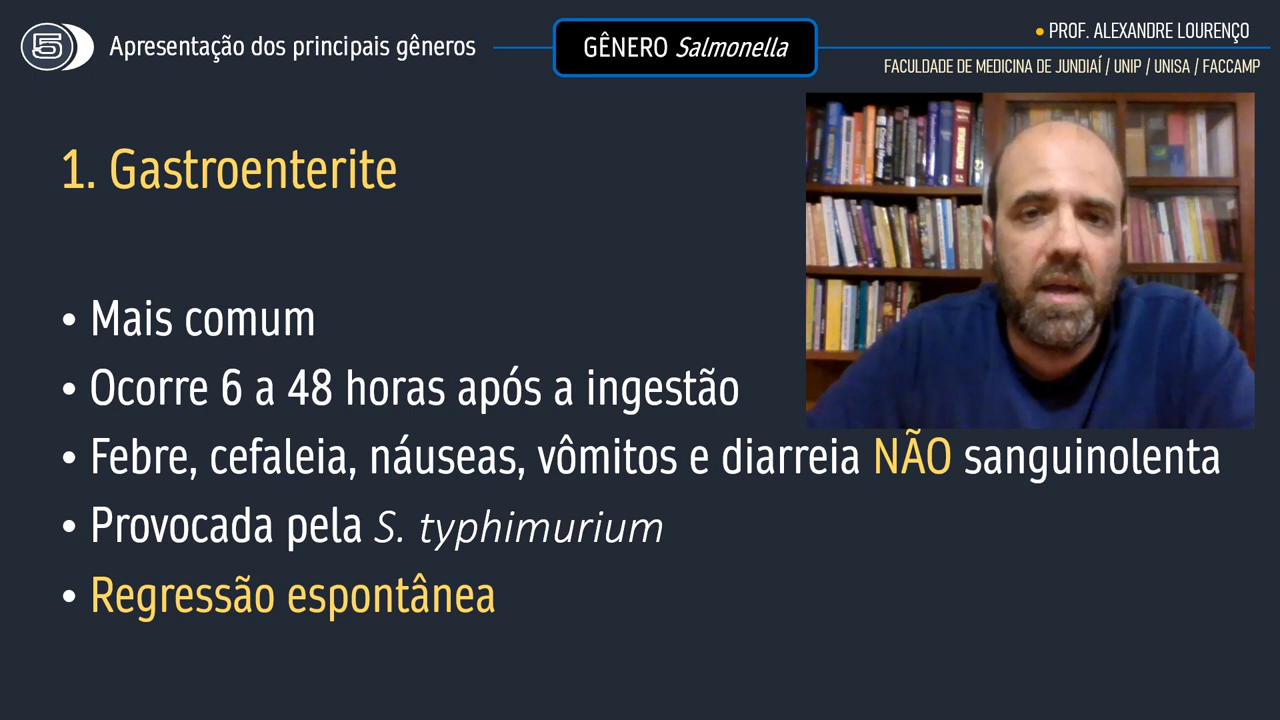 5 Apresentação dos principais gêneros
GÊNERO Salmonella
• PROF. ALEXANDRE LOURENÇO
FACULDADE DE MEDICINA DE JUNDIAÍ / UNIP / UNISA / FACCAMP
1. Gastroenterite
• Mais comum
• Ocorre 6 a 48 horas após a ingestão
• Febre, cefaleia, náuseas, vômitos e diarreia NÃO sanguinolenta
• Provocada pela S. typhimurium
• Regressão espontânea